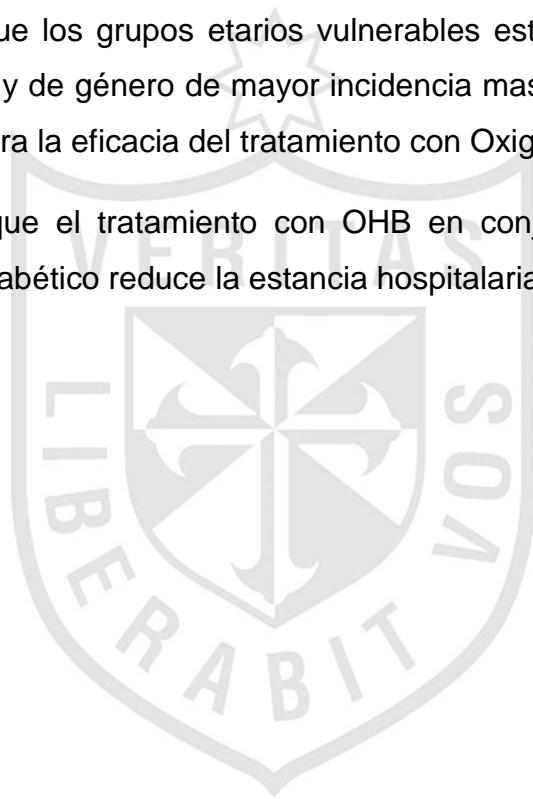 ue los grupos etarios vulnerables est
y de género de mayor incidencia mas
ra la eficacia del tratamiento con Oxig
que el tratamiento con OHB en conj
abético reduce la estancia hospitalaria
VERITAS
LIBERABIT
VOS